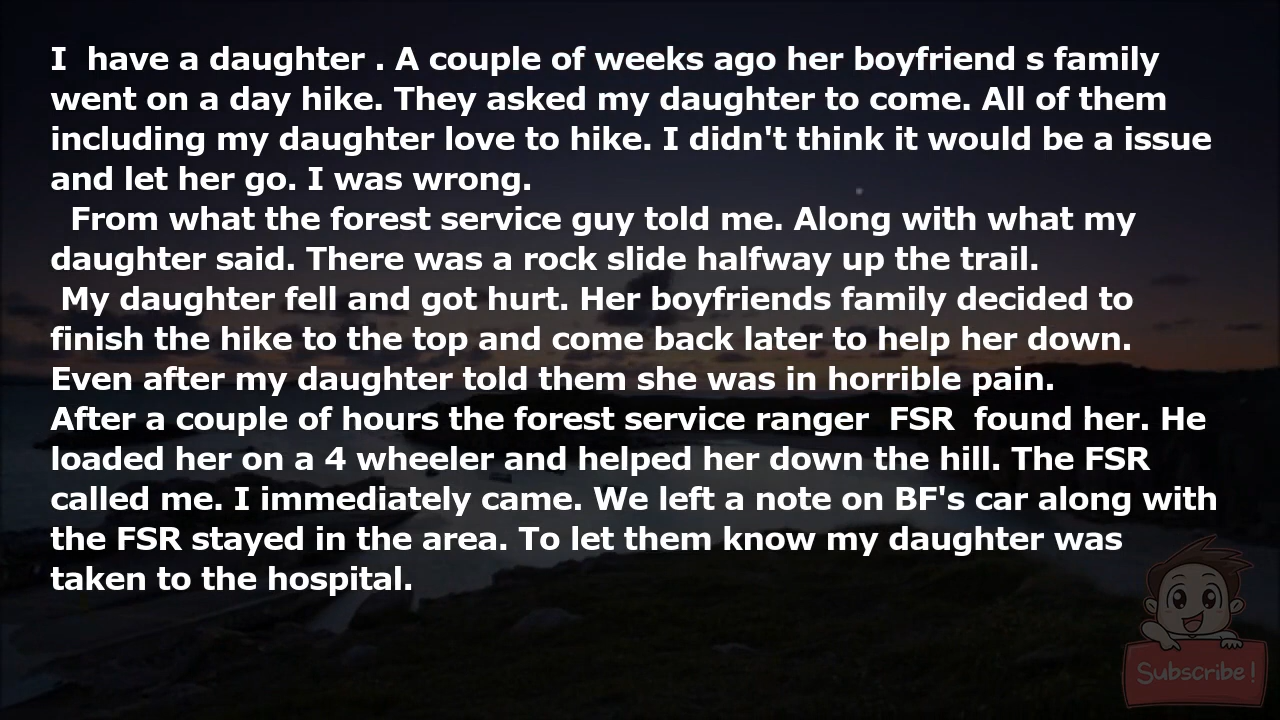 I  have a daughter . A couple of weeks ago her boyfriend s family
went on a day hike. They asked my daughter to come. All of them
including my daughter love to hike. I didn't think it would be a issue
and let her go. I was wrong.
From what the forest service guy told me. Along with what my
daughter said. There was a rock slide halfway up the trail.
My daughter fell and got hurt. Her boyfriends family decided to
finish the hike to the top and come back later to help her down.
Even after my daughter told them she was in horrible pain.
After a couple of hours the forest service ranger  FSR  found her. He
loaded her on a 4 wheeler and helped her down the hill. The FSR
called me. I immediately came. We left a note on BF's car along with
the FSR stayed in the area. To let them know my daughter was
taken to the hospital.
Subscribe!